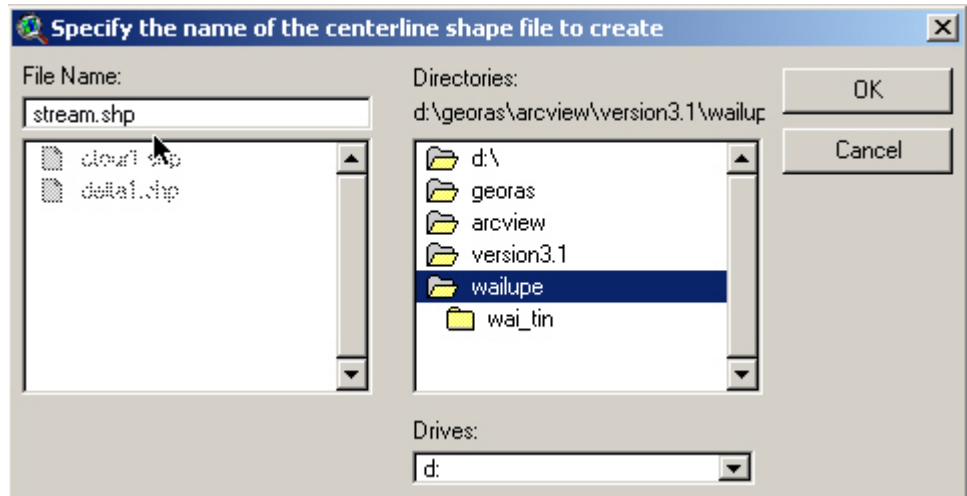 Specify the name of the centerline shape file to create
File Name:
stream.shp
Directories:
d:\georas\arcview\version3.1\wailup
d:\
georas
arcview
version3.1
wailupe
wai_tin
Drives:
d:
OK
Cancel